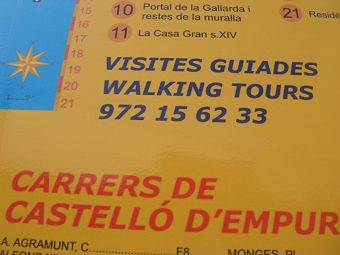 15
16
17
18
19
20
21
10 Portal de la Gallarda i
restes de la muralla
11 La Casa Gran s.XIV
21 Residè
VISITES GUIADES
WALKING TOURS
972 15 62 33
CARRERS DE
CASTELLÓ D'EMPUR
A. AGRAMUNT, C. F8
MONGES, PL